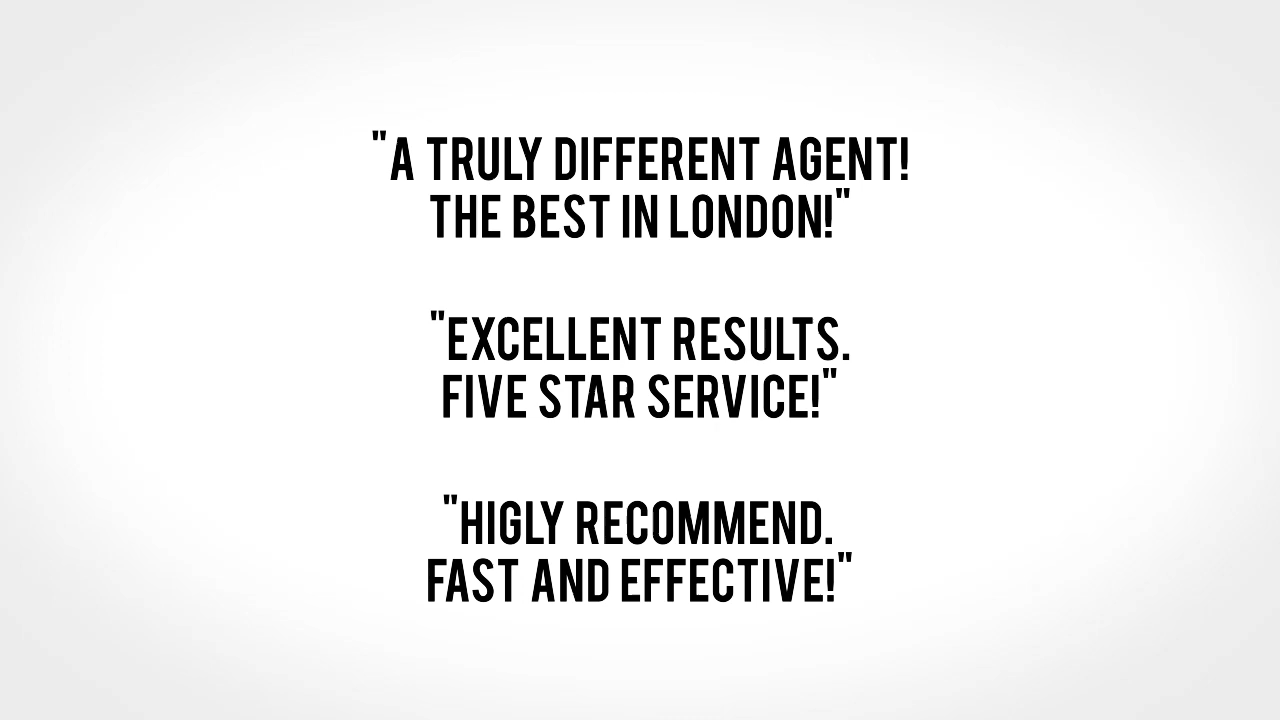 "A TRULY DIFFERENT AGENT!
THE BEST IN LONDON!"
"EXCELLENT RESULTS.
FIVE STAR SERVICE!"
"HIGLY RECOMMEND.
FAST AND EFFECTIVE!"